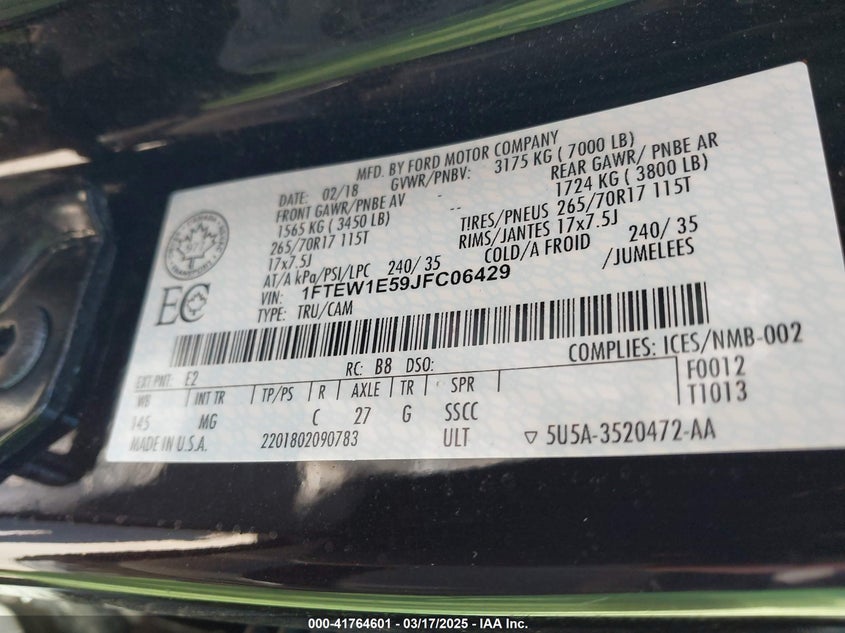 MFD. BY FORD MOTOR COMPANY
DATE: 02/18 GVWR/PNBV: 3175 KG ( 7000 LB)
FRONT GAWR/PNBE AV -- REAR GAWR/ PNBE AR
1565 KG ( 3450 LB) -- 1724 KG ( 3800 LB)
265/70R17 115T TIRES/PNEUS 265/70R17 115T
17x7.5J RIMS/JANTES 17x7.5J
AT/A kPa/PSI/LPC 240/ 35 COLD/A FROID 240/ 35
VIN: 1FTEW1E59JFC06429 /JUMELEES
TYPE: TRU/CAM
EC
COMPLIES: ICES/NMB-002
EXT PNT: E2 RC: B8 DSO: F0012
WB INT TR TP/PS R AXLE TR SPR T1013
145 MG C 27 G SSCC
MADE IN U.S.A. 2201802090783 ULT ▽ 5U5A-3520472-AA
000-41764601 — 03/17/2025 — IAA Inc.